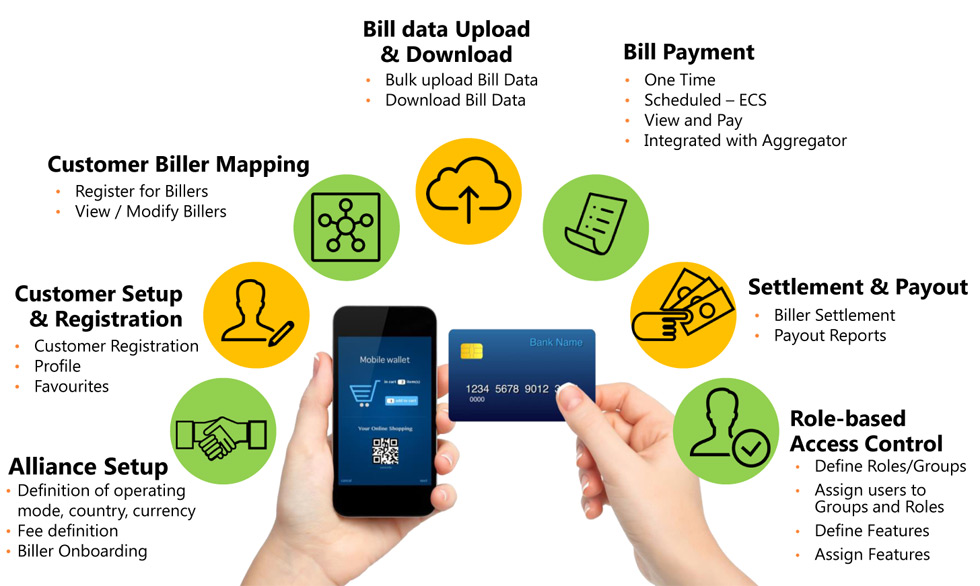 Bill data Upload
& Download
• Bulk upload Bill Data
• Download Bill Data
Bill Payment
• One Time
• Scheduled – ECS
• View and Pay
• Integrated with Aggregator
Customer Biller Mapping
• Register for Billers
• View / Modify Billers
Customer Setup
& Registration
• Customer Registration
• Profile
• Favourites
Settlement & Payout
• Biller Settlement
• Payout Reports
Alliance Setup
• Definition of operating
mode, country, currency
• Fee definition
• Biller Onboarding
Role-based
Access Control
• Define Roles/Groups
• Assign users to
Groups and Roles
• Define Features
• Assign Features
Mobile wallet
Your Online Shopping
Bank Name
1234 5678 9012 3
0000